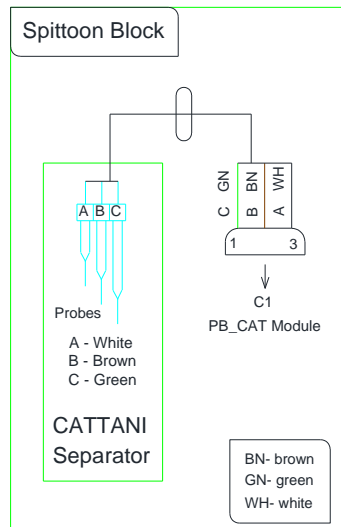 Spittoon Block
GN BN WH
C B A
A B C
1 3
Probes
C1
PB_CAT Module
A - White
B - Brown
C - Green
CATTANI
Separator
BN- brown
GN- green
WH- white